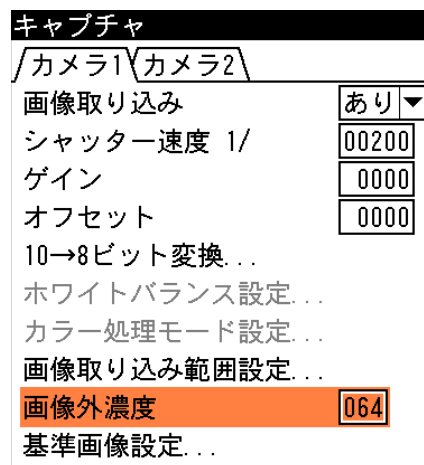 キャプチャ
カメラ1 カメラ2
画像取り込み あり▼
シャッター速度 1/ 00200
ゲイン 0000
オフセット 0000
10→8ビット変換...
ホワイトバランス設定...
カラー処理モード設定...
画像取り込み範囲設定...
画像外濃度 064
基準画像設定...